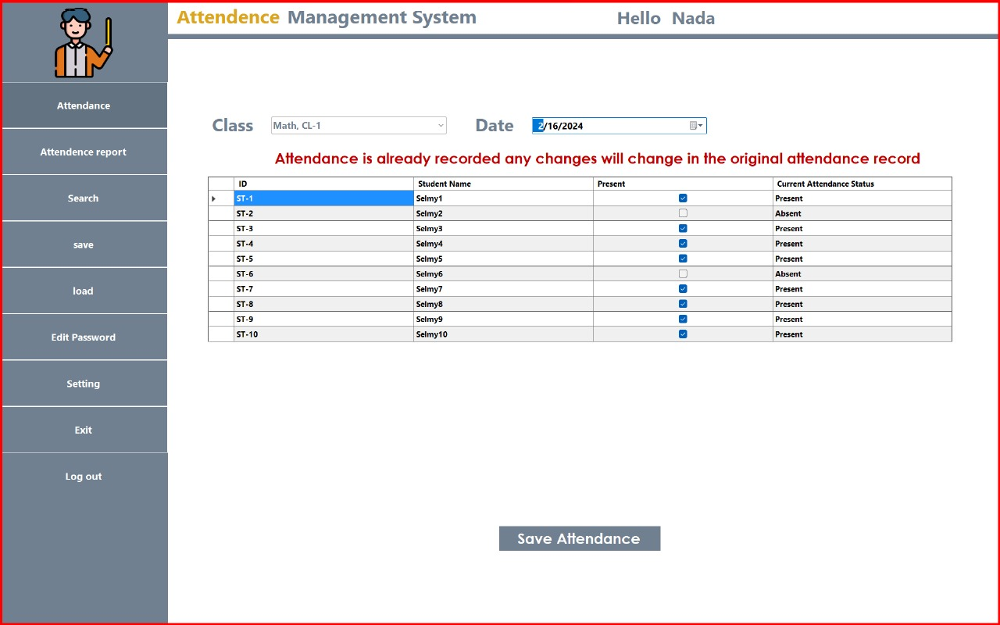 Attendence Management System
Hello Nada
Attendance
Attendence report
Search
save
load
Edit Password
Setting
Exit
Log out
Class Math, CL-1 Date 2/16/2024
Attendance is already recorded any changes will change in the original attendance record
ID Student Name Present Current Attendance Status
ST-1 Selmy1 Present
ST-2 Selmy2 Absent
ST-3 Selmy3 Present
ST-4 Selmy4 Present
ST-5 Selmy5 Present
ST-6 Selmy6 Absent
ST-7 Selmy7 Present
ST-8 Selmy8 Present
ST-9 Selmy9 Present
ST-10 Selmy10 Present
Save Attendance